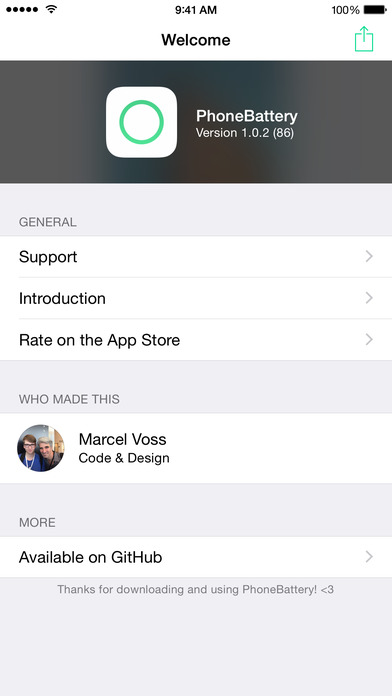 9:41 AM
100%
Welcome
PhoneBattery
Version 1.0.2 (86)
GENERAL
Support
Introduction
Rate on the App Store
WHO MADE THIS
Marcel Voss
Code & Design
MORE
Available on GitHub
Thanks for downloading and using PhoneBattery! <3